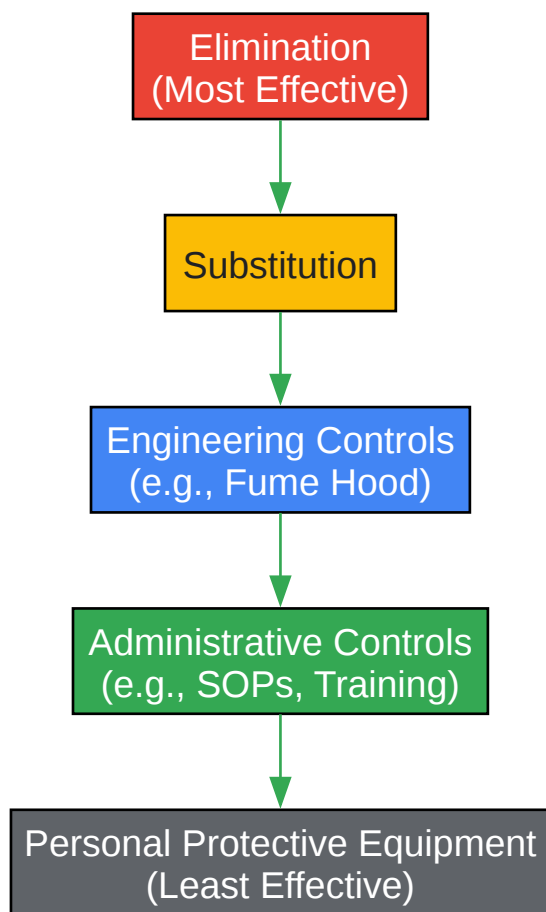 Elimination
(Most Effective)
Substitution
Engineering Controls
(e.g., Fume Hood)
Administrative Controls
(e.g., SOPs, Training)
Personal Protective Equipment
(Least Effective)